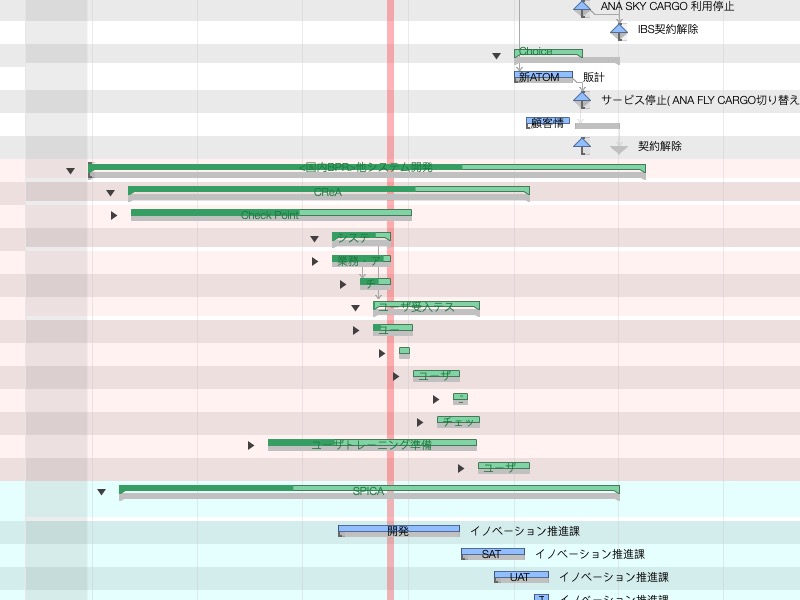 ANA SKY CARGO 利用停止
IBS契約解除
Choice
新ATOM 販計
サービス停止( ANA FLY CARGO切り替え
顧客情
契約解除
<国内BPR>他システム開発
CReA
Check Point
システ
業務・ア
チ
ユーザ受入テス
ユー
ユーザ
チェッ
ユーザトレーニング準備
ユーザ
SPICA
開発 イノベーション推進課
SAT イノベーション推進課
UAT イノベーション推進課
イノベーション推進課